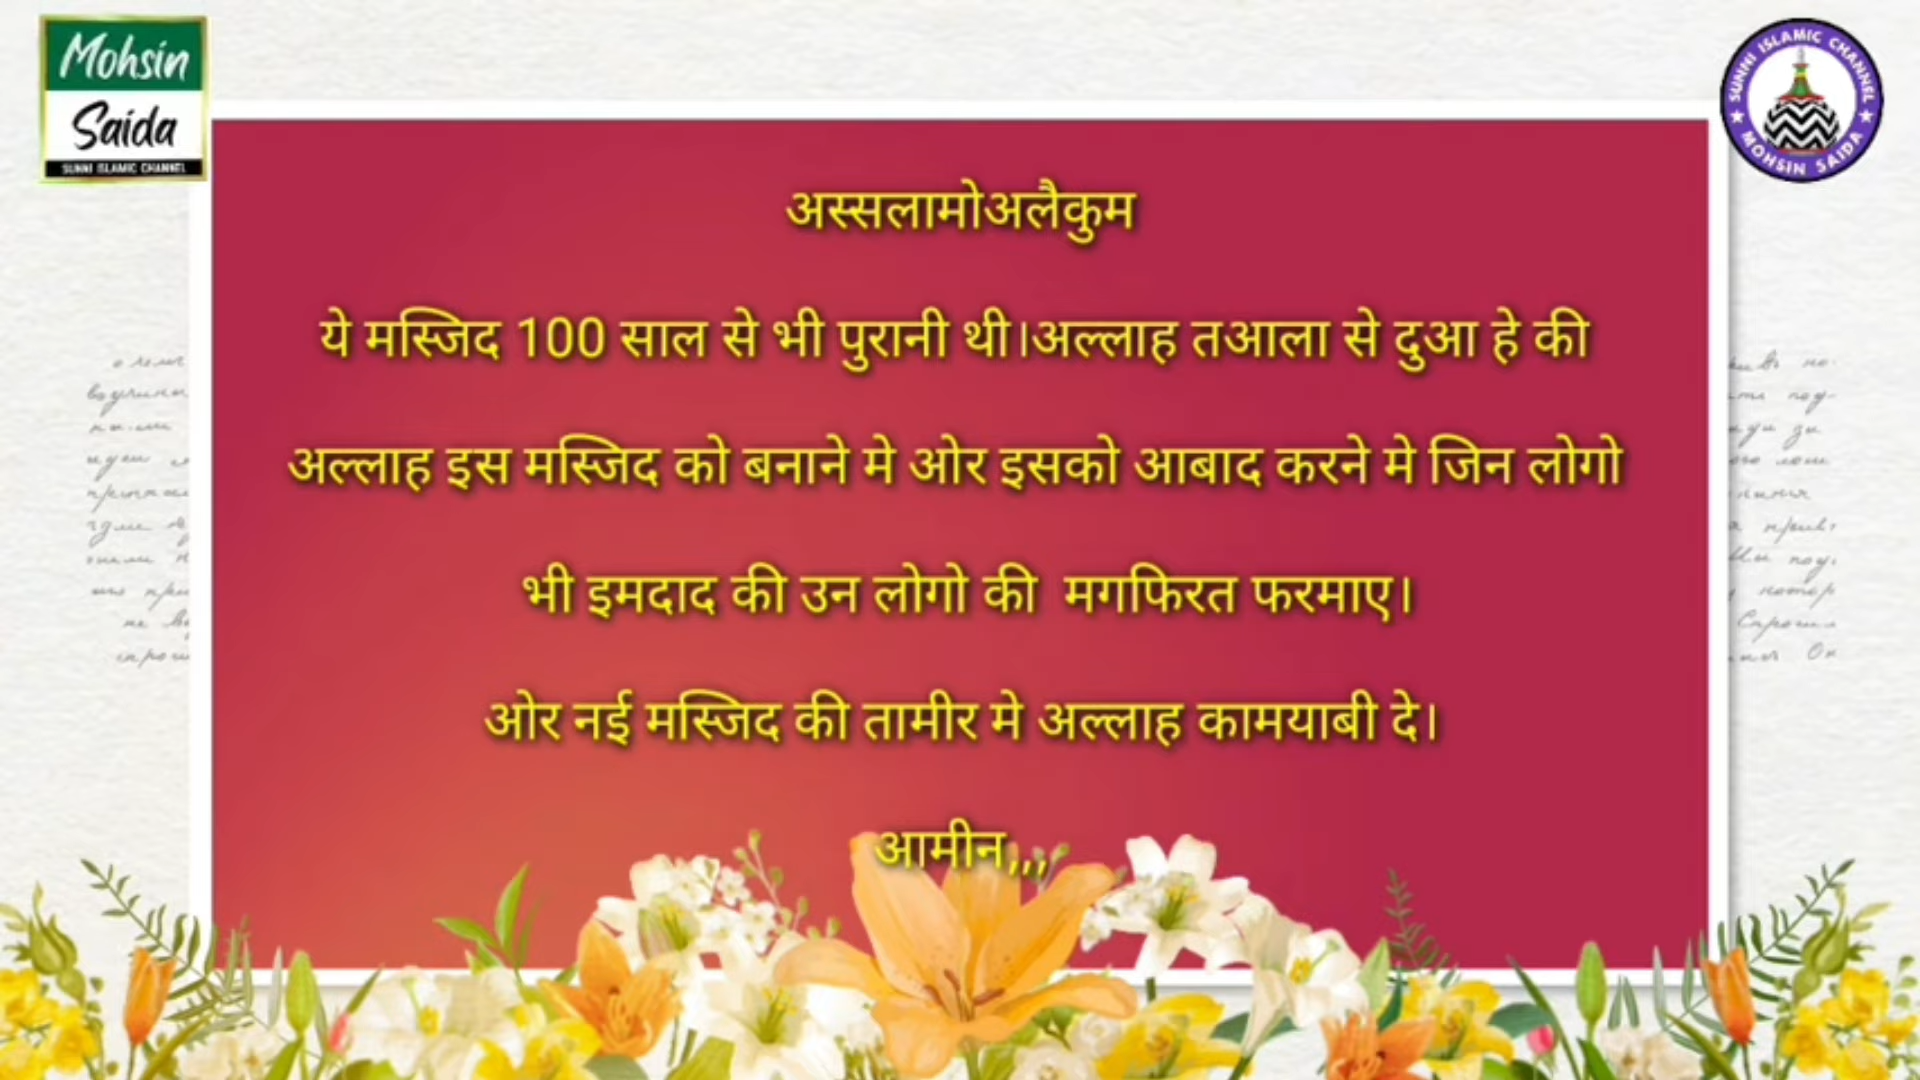 Mohsin
Saida
SUNNI ISLAMIC CHANNEL
SUNNI ISLAMIC CHANNEL
MOHSIN SAIDA
अस्सलामोअलैकुम
ये मस्जिद 100 साल से भी पुरानी थी।अल्लाह तआला से दुआ हे की
अल्लाह इस मस्जिद को बनाने मे ओर इसको आबाद करने मे जिन लोगो
भी इमदाद की उन लोगो की मगफिरत फरमाए।
ओर नई मस्जिद की तामीर मे अल्लाह कामयाबी दे।
आमीन,,,